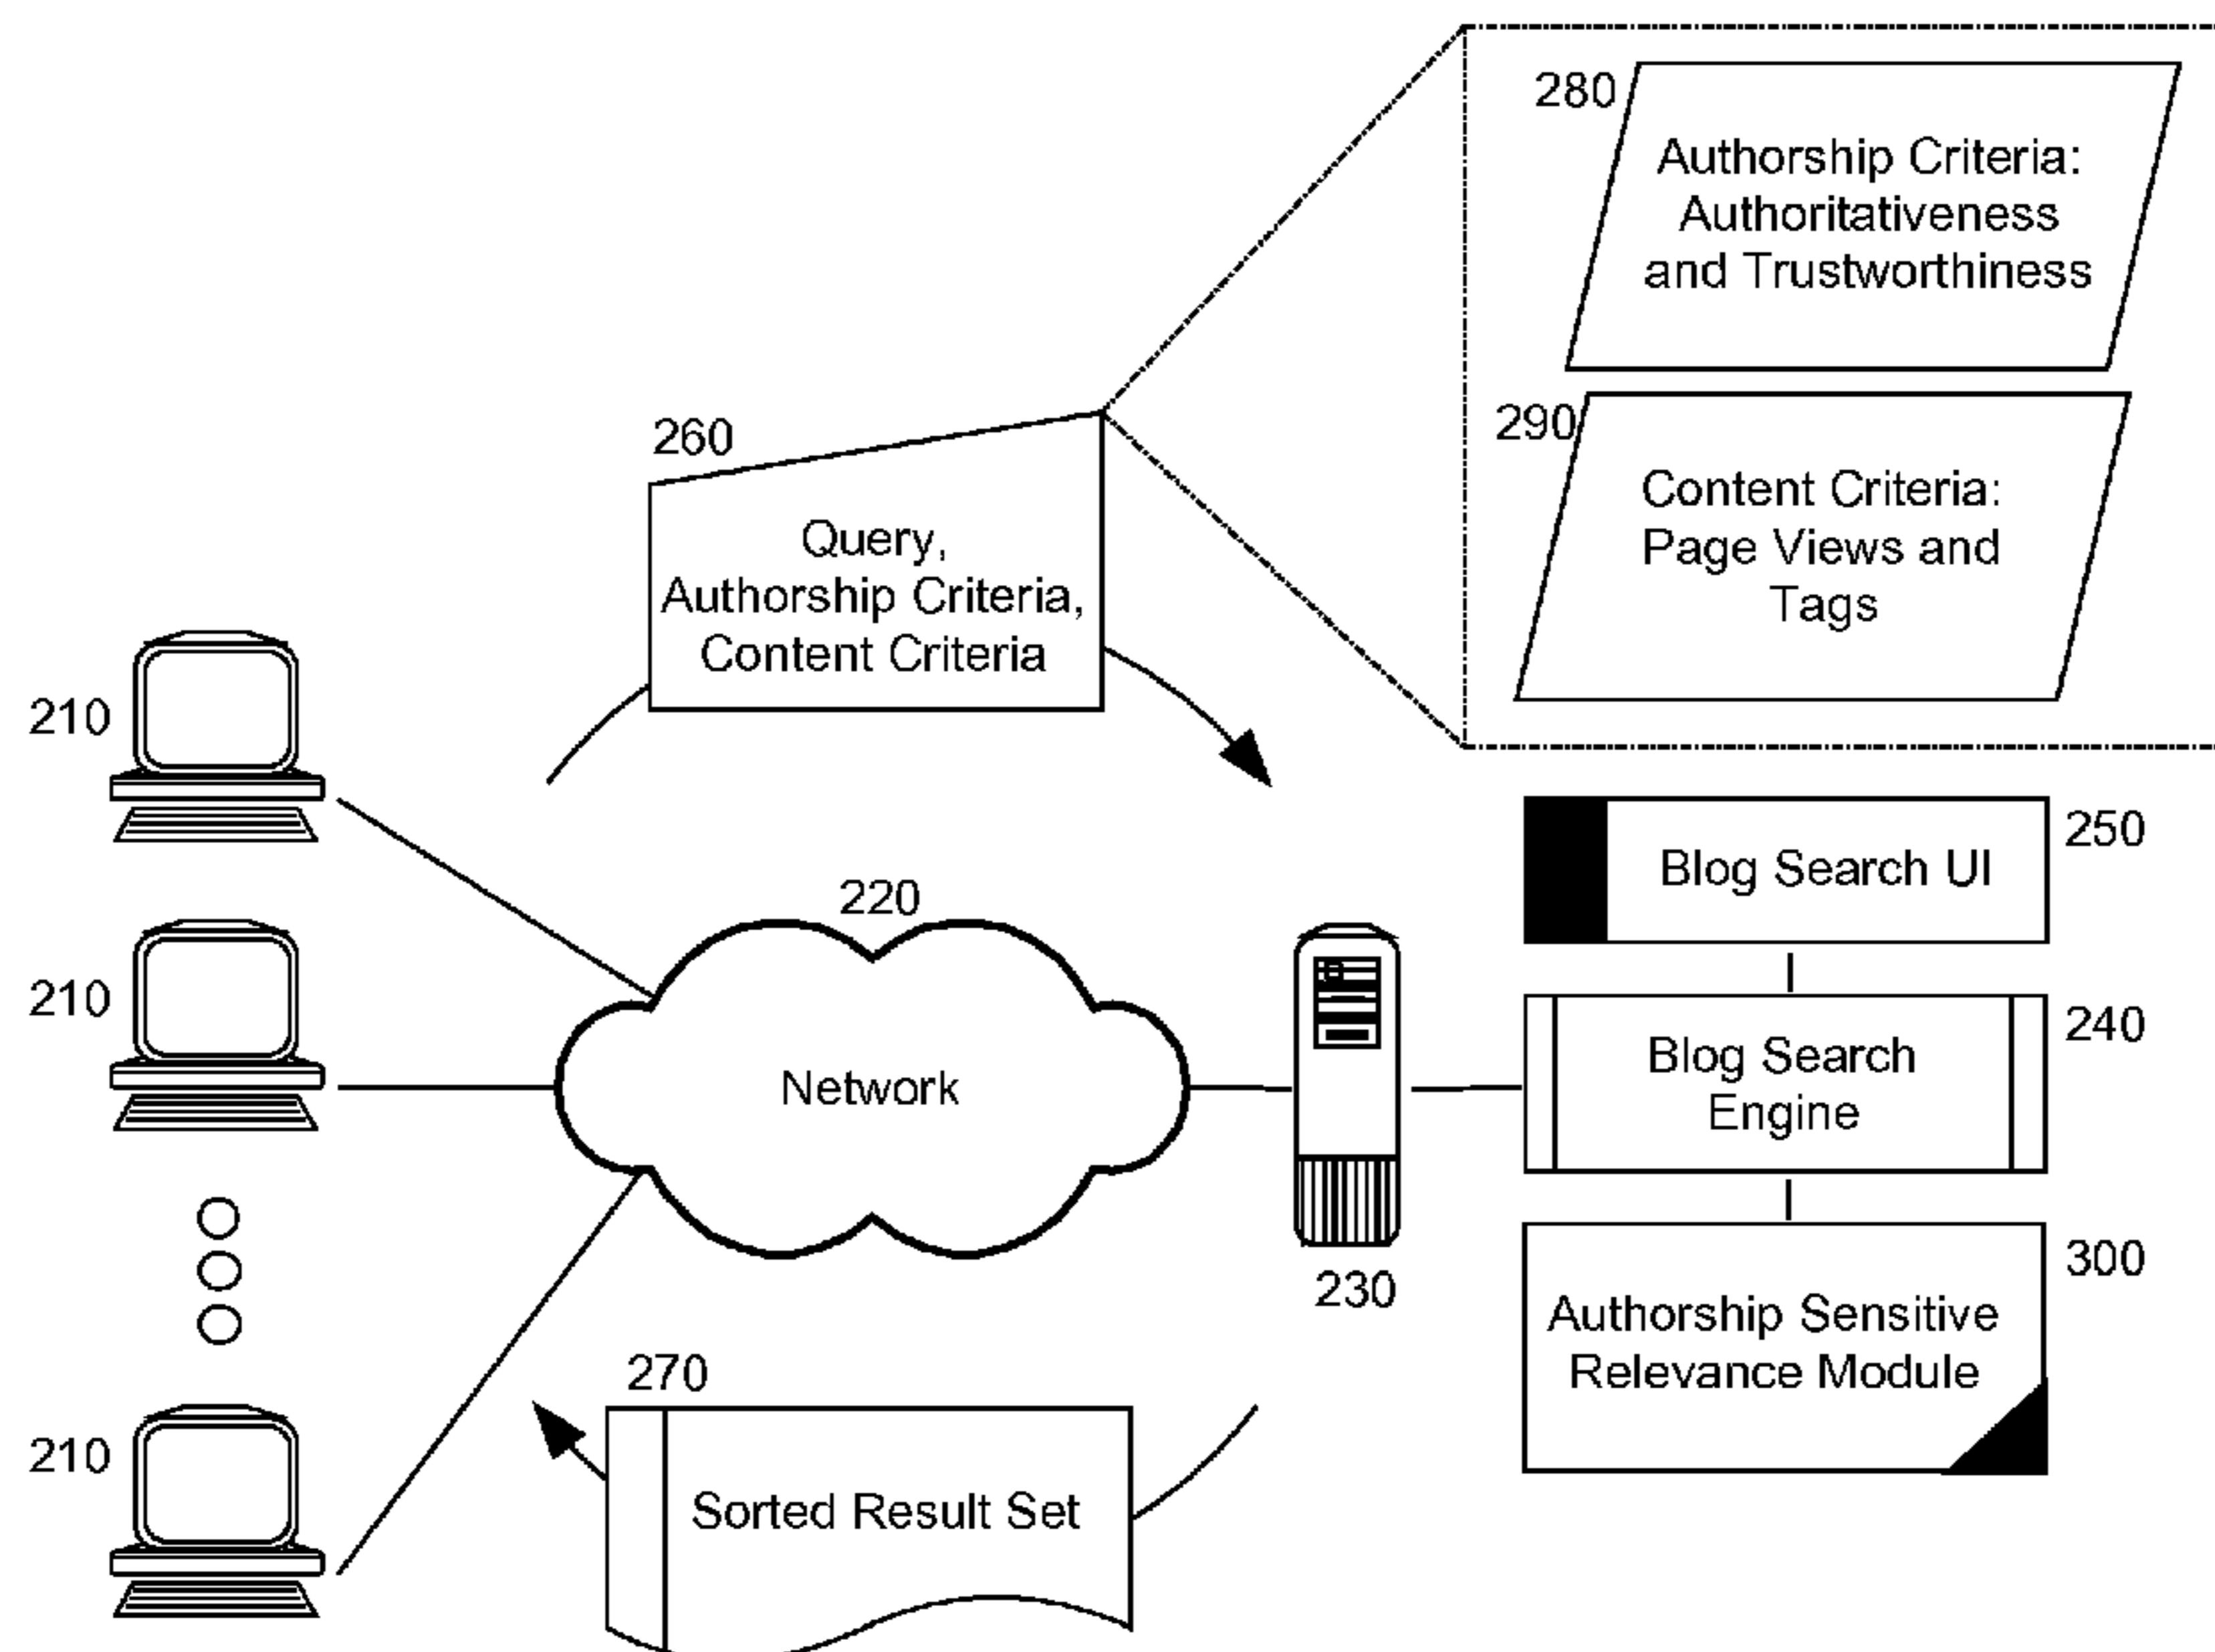 280
Authorship Criteria:
Authoritativeness
and Trustworthiness
290
Content Criteria:
Page Views and
Tags
260
Query,
Authorship Criteria,
Content Criteria
210
250
Blog Search UI
220
Network
210
240
Blog Search
Engine
230
300
Authorship Sensitive
Relevance Module
270
Sorted Result Set
210